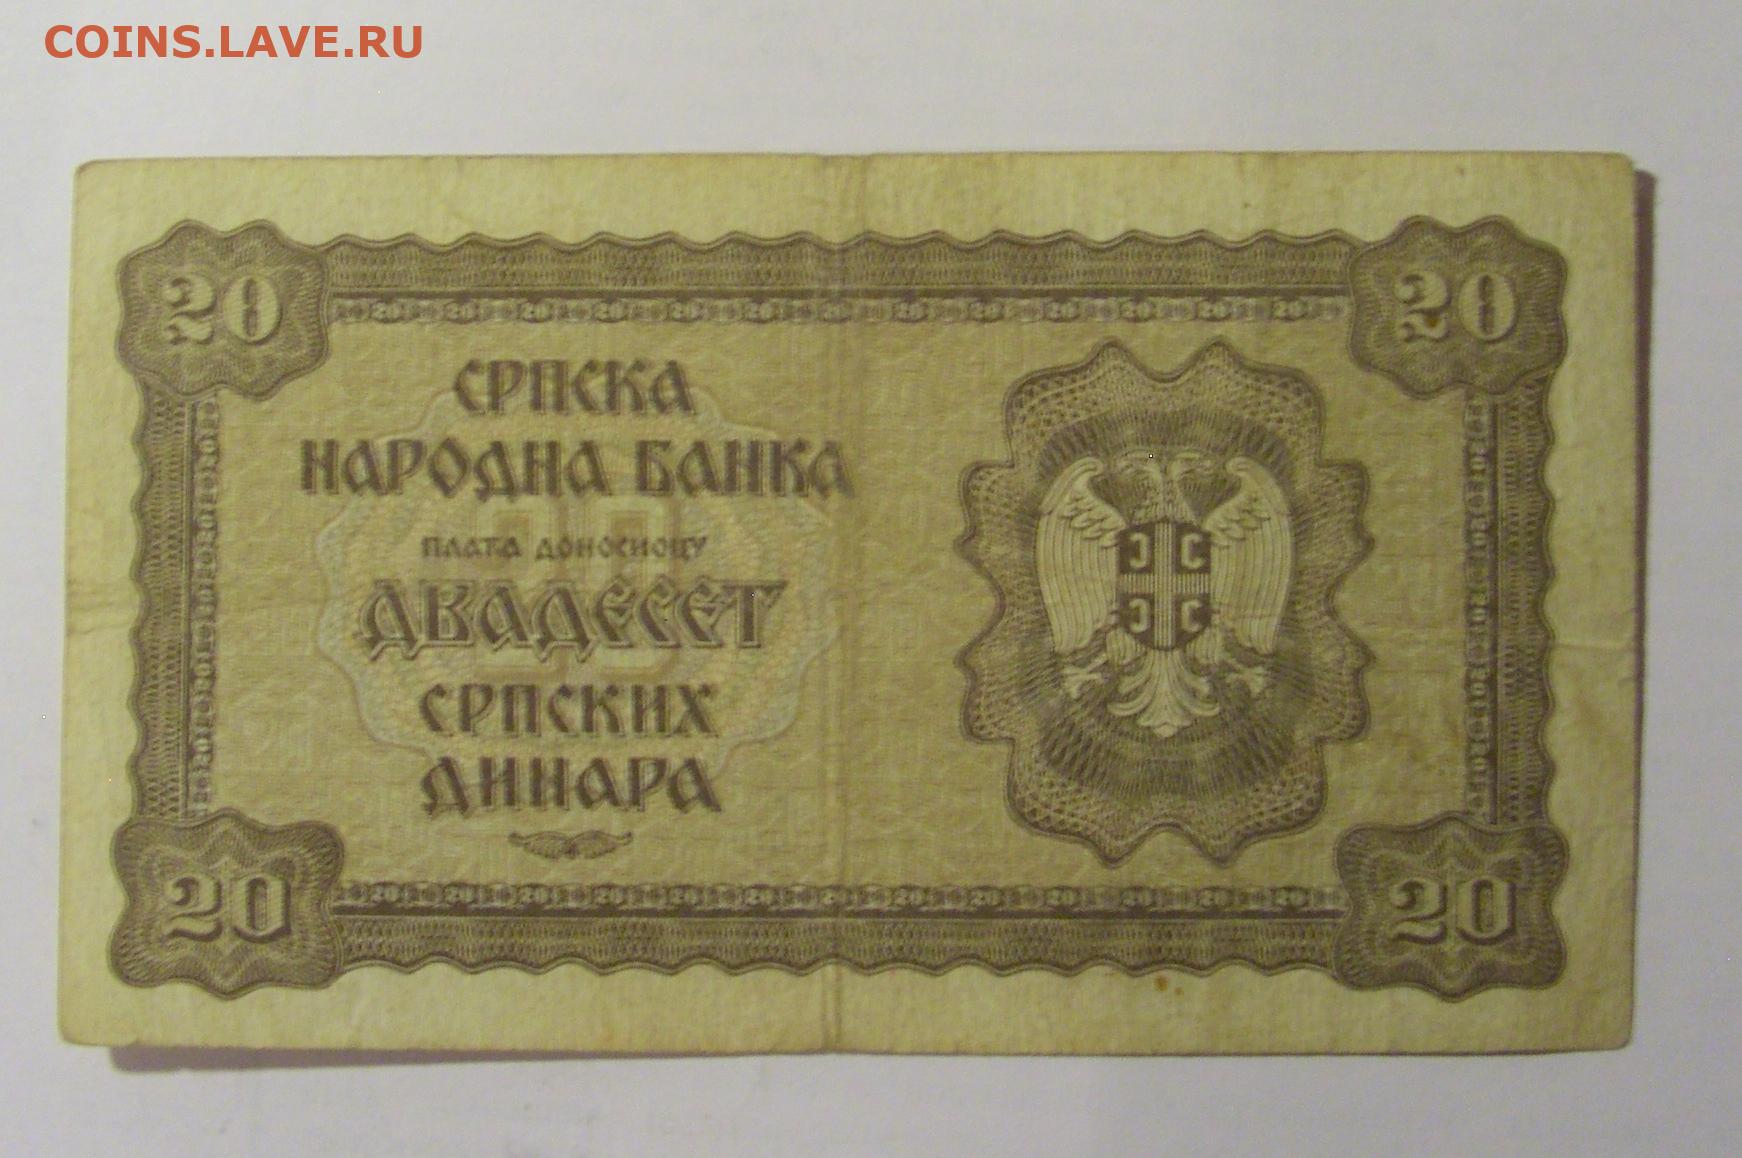 COINS.LAVE.RU
20 20
СРПСКА
НАРОДНА БАНКА
ПЛАТА ДОНОСИОЦУ
ДВАДЕСЕТ
СРПСКИХ
ДИНАРА
C C
C C
20 20